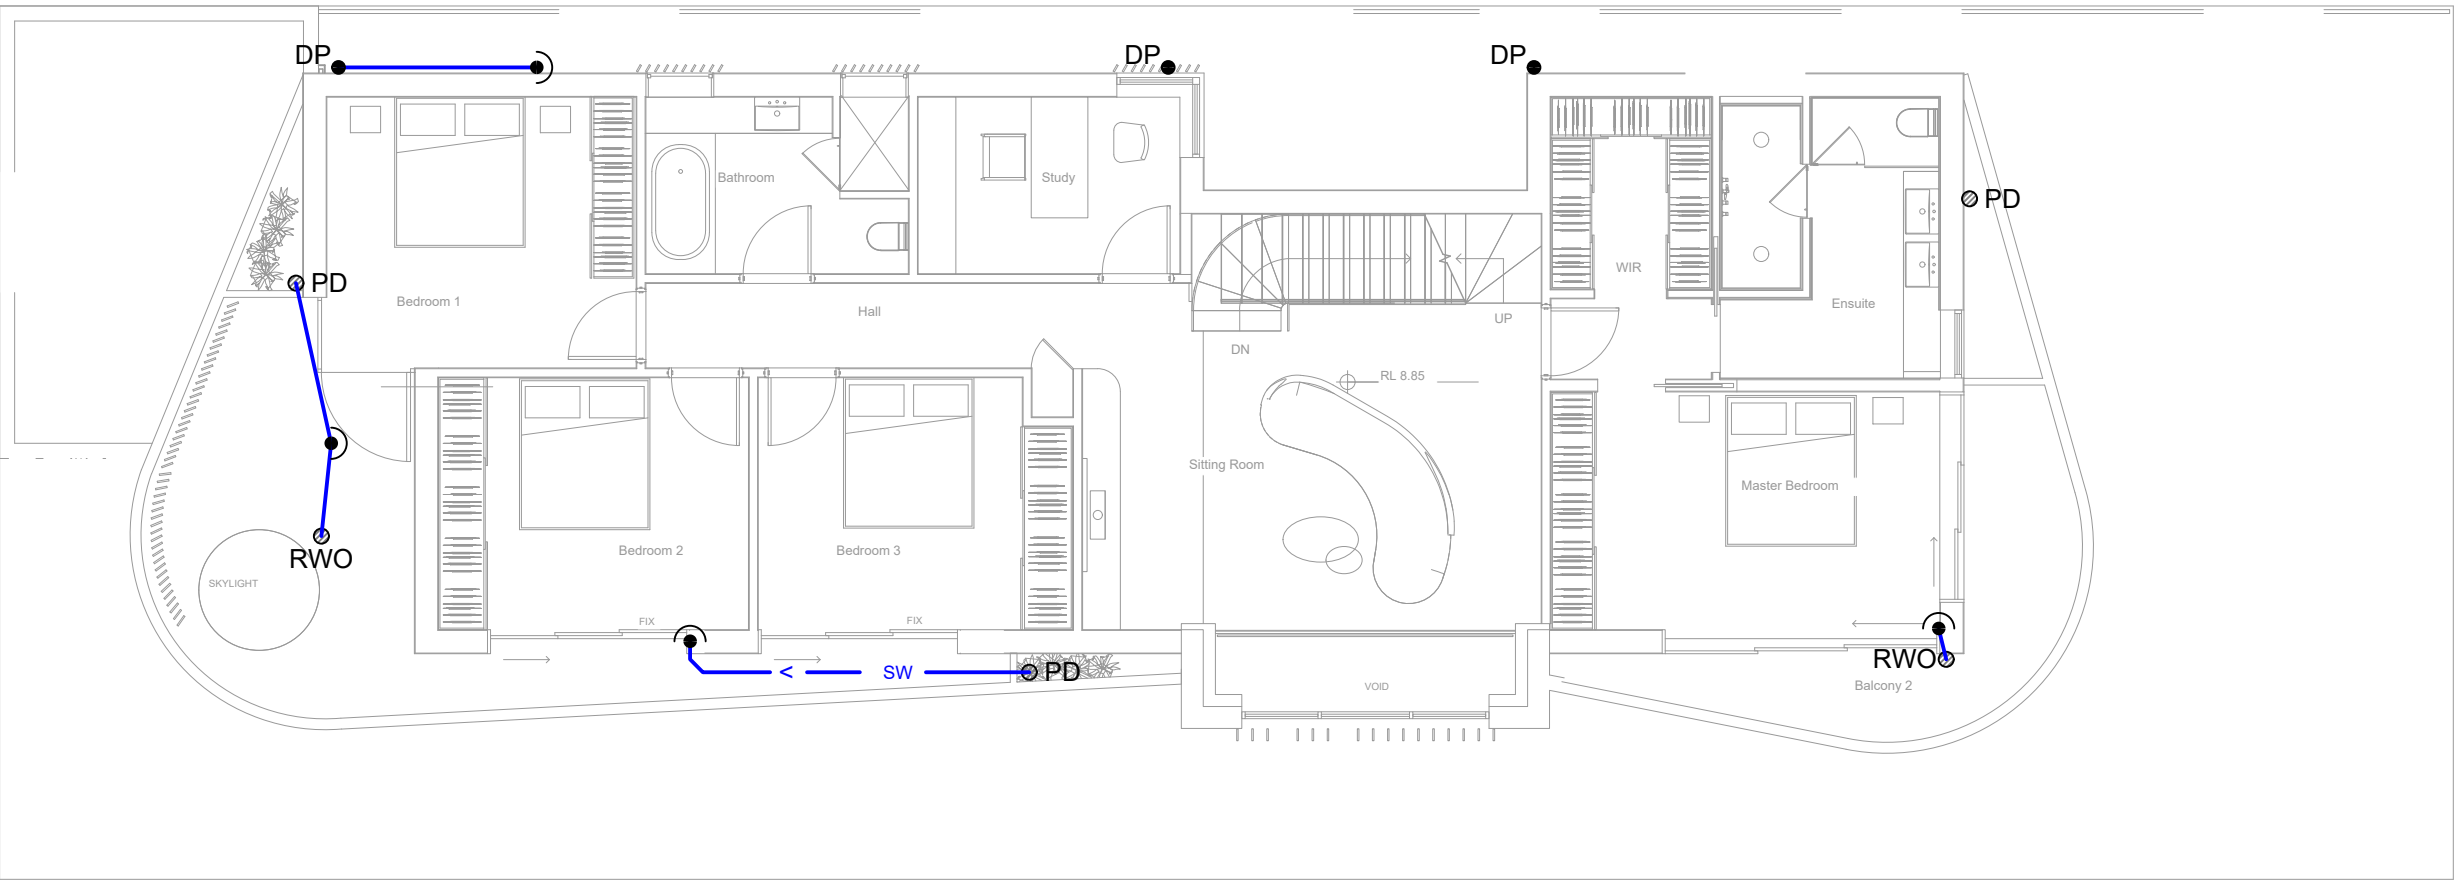 DP
DP
DP
Bathroom
Study
PD
WIR
PD
Bedroom 1
Hall
Ensuite
UP
DN
RL 8.85
Sitting Room
Master Bedroom
RWO
Bedroom 2
Bedroom 3
SKYLIGHT
FIX
FIX
< SW
PD
VOID
RWO
Balcony 2